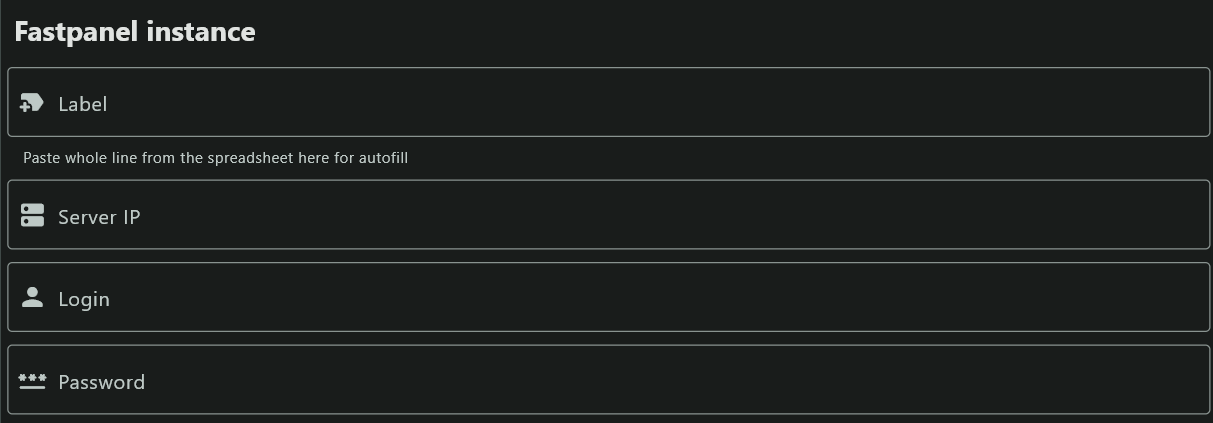 Fastpanel instance
Label
Paste whole line from the spreadsheet here for autofill
Server IP
Login
Password